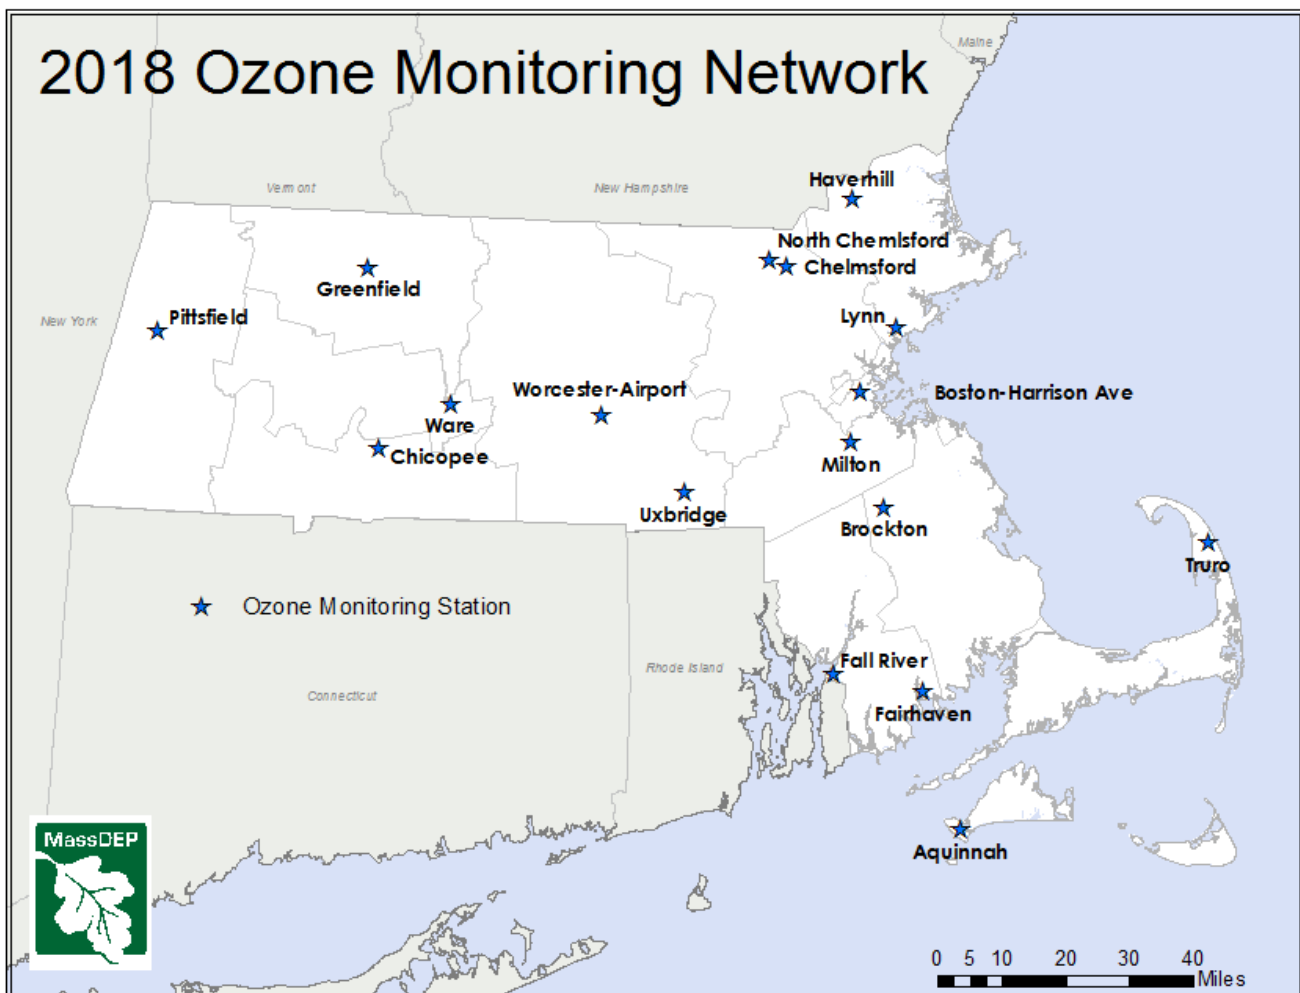 2018 Ozone Monitoring Network
Maine
Vermont
New Hampshire
Haverhill
North Chemlsford
Chelmsford
Greenfield
Pittsfield
New York
Lynn
Worcester-Airport
Boston-Harrison Ave
Ware
Chicopee
Milton
Uxbridge
Brockton
Truro
Ozone Monitoring Station
Fall River
Rhode Island
Connecticut
Fairhaven
MassDEP
Aquinnah
0 5 10 20 30 40
Miles